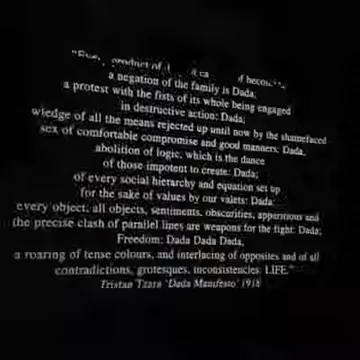 product of
a negation of the family is Dada;
a protest with the fists of its whole being engaged
in destructive action: Dada;
wledge of all the means rejected up until now by the shamefaced
sex of comfortable compromise and good manners: Dada,
abolition of logic, which is the dance
of those impotent to create: Dada;
of every social hierarchy and equation set up
for the sake of values by our valets: Dada:
every object, all objects, sentiments, obscurities, apparitions and
the precise clash of parallel lines are weapons for the fight: Dada;
Freedom: Dada Dada Dada,
a roaring of tense colours, and interlacing of opposites and of all
contradictions, grotesques, inconsistencies: LIFE."
Tristan Tzara 'Dada Manifesto' 1918